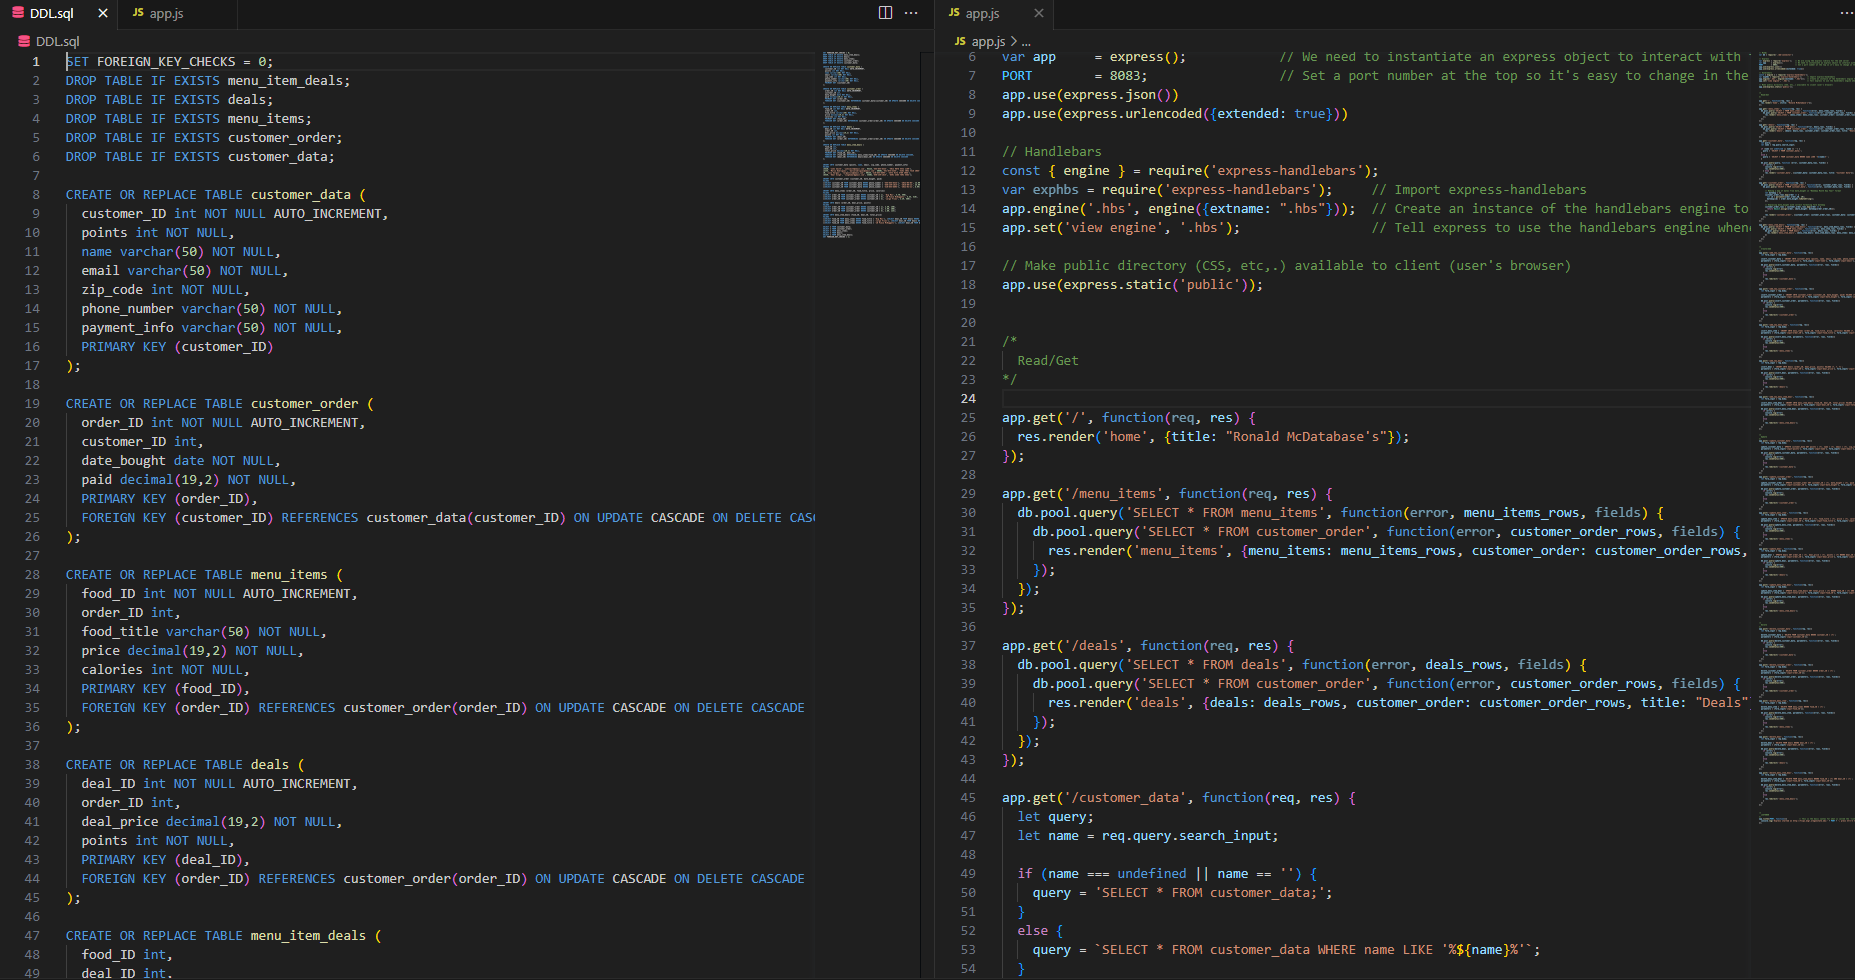 DDL.sql
JS app.js
DDL.sql
1 SET FOREIGN_KEY_CHECKS = 0;
2 DROP TABLE IF EXISTS menu_item_deals;
3 DROP TABLE IF EXISTS deals;
4 DROP TABLE IF EXISTS menu_items;
5 DROP TABLE IF EXISTS customer_order;
6 DROP TABLE IF EXISTS customer_data;
7
8 CREATE OR REPLACE TABLE customer_data (
9 customer_ID int NOT NULL AUTO_INCREMENT,
10 points int NOT NULL,
11 name varchar(50) NOT NULL,
12 email varchar(50) NOT NULL,
13 zip_code int NOT NULL,
14 phone_number varchar(50) NOT NULL,
15 payment_info varchar(50) NOT NULL,
16 PRIMARY KEY (customer_ID)
17 );
18
19 CREATE OR REPLACE TABLE customer_order (
20 order_ID int NOT NULL AUTO_INCREMENT,
21 customer_ID int,
22 date_bought date NOT NULL,
23 paid decimal(19,2) NOT NULL,
24 PRIMARY KEY (order_ID),
25 FOREIGN KEY (customer_ID) REFERENCES customer_data(customer_ID) ON UPDATE CASCADE ON DELETE CASC
26 );
27
28 CREATE OR REPLACE TABLE menu_items (
29 food_ID int NOT NULL AUTO_INCREMENT,
30 order_ID int,
31 food_title varchar(50) NOT NULL,
32 price decimal(19,2) NOT NULL,
33 calories int NOT NULL,
34 PRIMARY KEY (food_ID),
35 FOREIGN KEY (order_ID) REFERENCES customer_order(order_ID) ON UPDATE CASCADE ON DELETE CASCADE
36 );
37
38 CREATE OR REPLACE TABLE deals (
39 deal_ID int NOT NULL AUTO_INCREMENT,
40 order_ID int,
41 deal_price decimal(19,2) NOT NULL,
42 points int NOT NULL,
43 PRIMARY KEY (deal_ID),
44 FOREIGN KEY (order_ID) REFERENCES customer_order(order_ID) ON UPDATE CASCADE ON DELETE CASCADE
45 );
46
47 CREATE OR REPLACE TABLE menu_item_deals (
48 food_ID int,
49 deal_ID int,
JS app.js
JS app.js > ...
6 var app = express(); // We need to instantiate an express object to interact with
7 PORT = 8083; // Set a port number at the top so it's easy to change in the
8 app.use(express.json())
9 app.use(express.urlencoded({extended: true}))
10
11 // Handlebars
12 const { engine } = require('express-handlebars');
13 var exphbs = require('express-handlebars'); // Import express-handlebars
14 app.engine('.hbs', engine({extname: ".hbs"})); // Create an instance of the handlebars engine to
15 app.set('view engine', '.hbs'); // Tell express to use the handlebars engine whene
16
17 // Make public directory (CSS, etc,.) available to client (user's browser)
18 app.use(express.static('public'));
19
20
21 /*
22 Read/Get
23 */
24
25 app.get('/', function(req, res) {
26 res.render('home', {title: "Ronald McDatabase's"});
27 });
28
29 app.get('/menu_items', function(req, res) {
30 db.pool.query('SELECT * FROM menu_items', function(error, menu_items_rows, fields) {
31 db.pool.query('SELECT * FROM customer_order', function(error, customer_order_rows, fields) {
32 res.render('menu_items', {menu_items: menu_items_rows, customer_order: customer_order_rows,
33 });
34 });
35 });
36
37 app.get('/deals', function(req, res) {
38 db.pool.query('SELECT * FROM deals', function(error, deals_rows, fields) {
39 db.pool.query('SELECT * FROM customer_order', function(error, customer_order_rows, fields) {
40 res.render('deals', {deals: deals_rows, customer_order: customer_order_rows, title: "Deals"
41 });
42 });
43 });
44
45 app.get('/customer_data', function(req, res) {
46 let query;
47 let name = req.query.search_input;
48
49 if (name === undefined || name == '') {
50 query = 'SELECT * FROM customer_data;';
51 }
52 else {
53 query = `SELECT * FROM customer_data WHERE name LIKE '%${name}%'`;
54 }